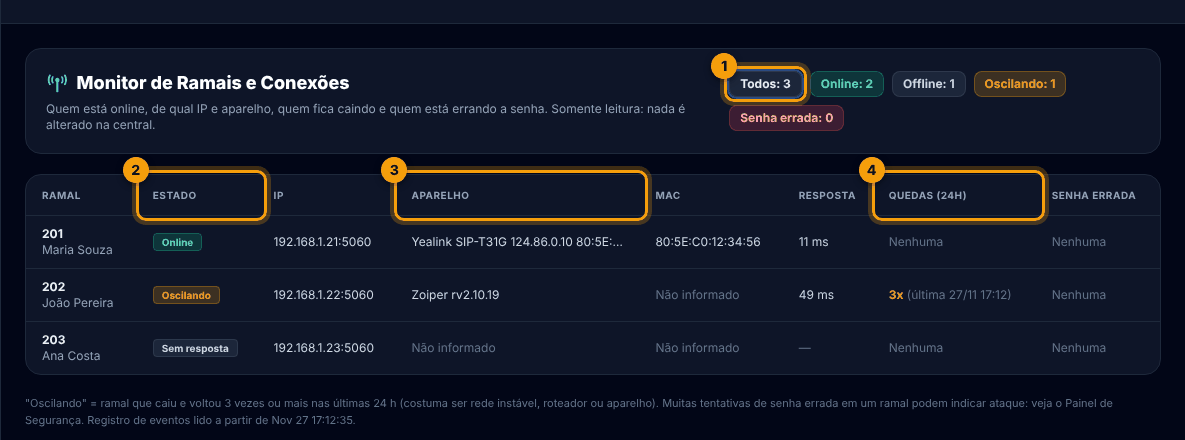 1
Monitor de Ramais e Conexões
Todos: 3 Online: 2 Offline: 1 Oscilando: 1
Quem está online, de qual IP e aparelho, quem fica caindo e quem está errando a senha. Somente leitura: nada é
alterado na central.
Senha errada: 0
2 3 4
RAMAL ESTADO IP APARELHO MAC RESPOSTA QUEDAS (24H) SENHA ERRADA
201
Maria Souza
Online 192.168.1.21:5060 Yealink SIP-T31G 124.86.0.10 80:5E:... 80:5E:C0:12:34:56 11 ms Nenhuma Nenhuma
202
João Pereira
Oscilando 192.168.1.22:5060 Zoiper rv2.10.19 Não informado 49 ms 3x (última 27/11 17:12) Nenhuma
203
Ana Costa
Sem resposta 192.168.1.23:5060 Não informado Não informado — Nenhuma Nenhuma
"Oscilando" = ramal que caiu e voltou 3 vezes ou mais nas últimas 24 h (costuma ser rede instável, roteador ou aparelho). Muitas tentativas de senha errada em um ramal podem indicar ataque: veja o Painel de
Segurança. Registro de eventos lido a partir de Nov 27 17:12:35.